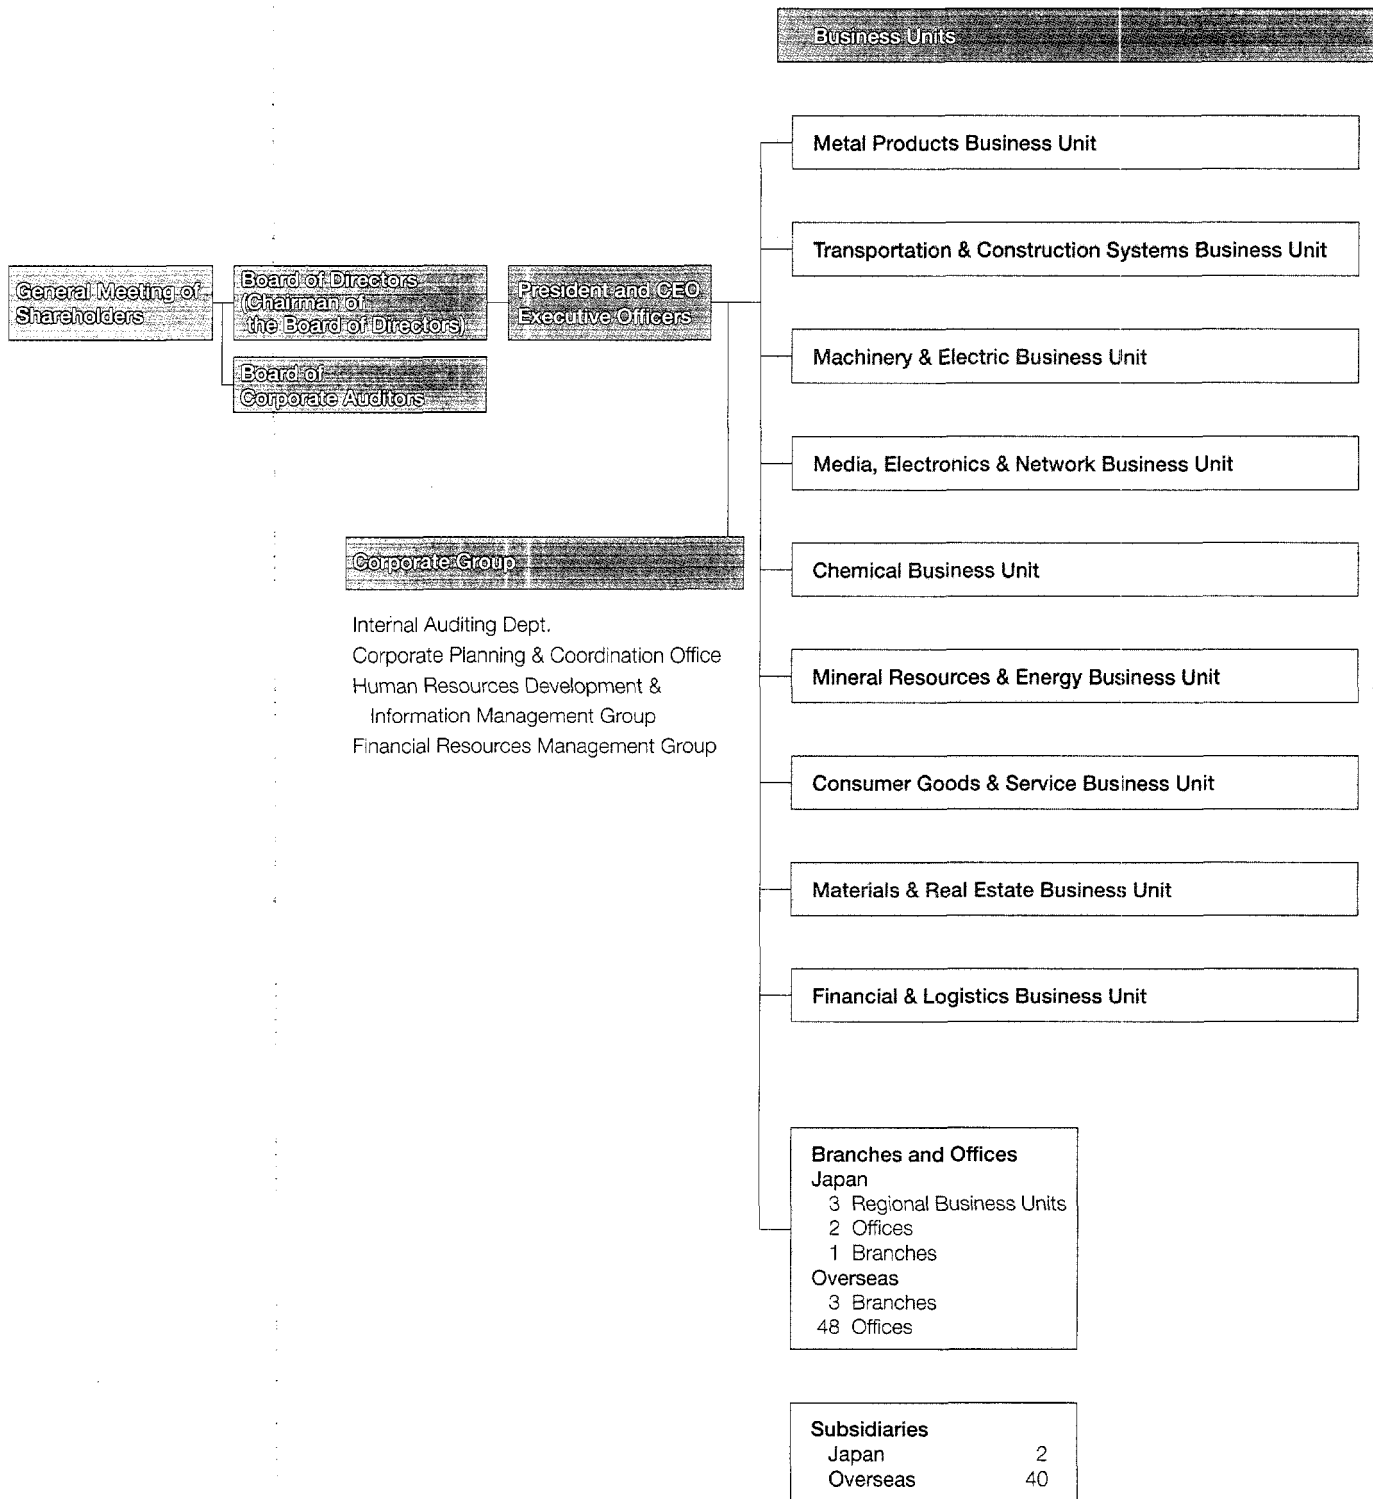 Business Units
Metal Products Business Unit
Transportation & Construction Systems Business Unit
General Meeting of
Shareholders
Board of Directors
(Chairman of
the Board of Directors)
President and CEO
Executive Officers
Machinery & Electric Business Unit
Board of
Corporate Auditors
Media, Electronics & Network Business Unit
Corporate Group
Internal Auditing Dept.
Corporate Planning & Coordination Office
Human Resources Development &
Information Management Group
Financial Resources Management Group
Chemical Business Unit
Mineral Resources & Energy Business Unit
Consumer Goods & Service Business Unit
Materials & Real Estate Business Unit
Financial & Logistics Business Unit
Branches and Offices
Japan
3 Regional Business Units
2 Offices
1 Branches
Overseas
3 Branches
48 Offices
Subsidiaries
Japan 2
Overseas 40